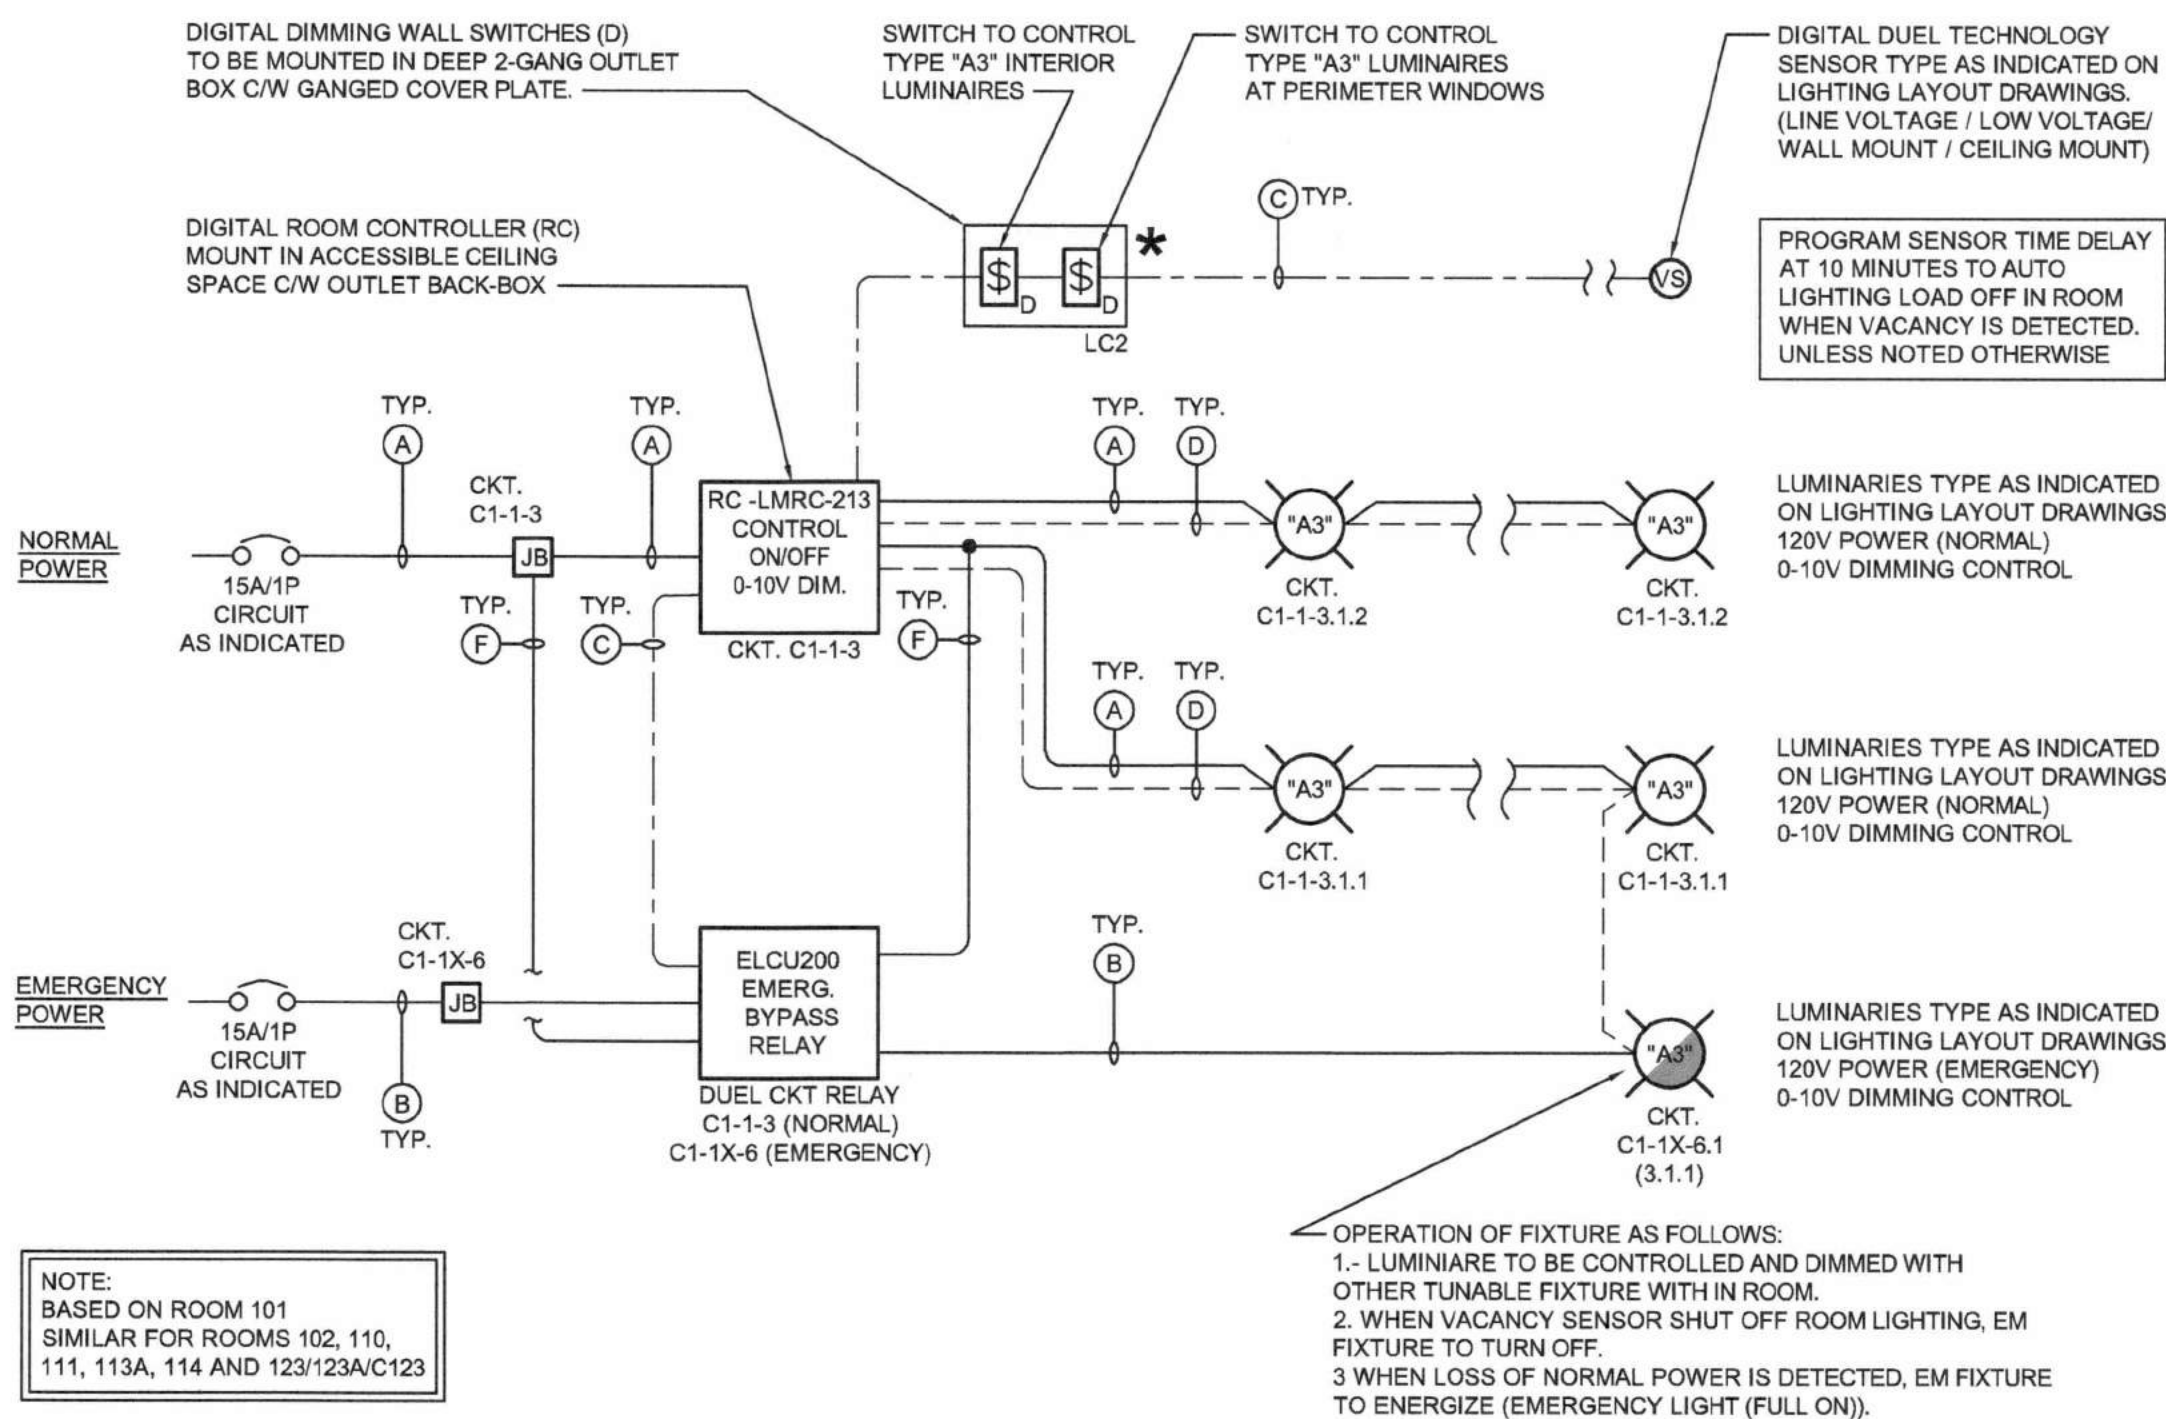 DIGITAL DIMMING WALL SWITCHES (D)
TO BE MOUNTED IN DEEP 2-GANG OUTLET
BOX C/W GANGED COVER PLATE.
SWITCH TO CONTROL
TYPE "A3" INTERIOR
LUMINAIRES
SWITCH TO CONTROL
TYPE "A3" LUMINAIRES
AT PERIMETER WINDOWS
DIGITAL DUEL TECHNOLOGY
SENSOR TYPE AS INDICATED ON
LIGHTING LAYOUT DRAWINGS.
(LINE VOLTAGE / LOW VOLTAGE/
WALL MOUNT / CEILING MOUNT)
DIGITAL ROOM CONTROLLER (RC)
MOUNT IN ACCESSIBLE CEILING
SPACE C/W OUTLET BACK-BOX
$ D
$ D
*
LC2
C TYP.
VS
PROGRAM SENSOR TIME DELAY
AT 10 MINUTES TO AUTO
LIGHTING LOAD OFF IN ROOM
WHEN VACANCY IS DETECTED.
UNLESS NOTED OTHERWISE
NORMAL
POWER
15A/1P
CIRCUIT
AS INDICATED
TYP.
A
CKT.
C1-1-3
JB
TYP.
A
TYP.
F
TYP.
C
RC -LMRC-213
CONTROL
ON/OFF
0-10V DIM.
CKT. C1-1-3
TYP.
F
TYP.
A
TYP.
D
"A3"
CKT.
C1-1-3.1.2
"A3"
CKT.
C1-1-3.1.2
LUMINARIES TYPE AS INDICATED
ON LIGHTING LAYOUT DRAWINGS
120V POWER (NORMAL)
0-10V DIMMING CONTROL
TYP.
A
TYP.
D
"A3"
CKT.
C1-1-3.1.1
"A3"
CKT.
C1-1-3.1.1
LUMINARIES TYPE AS INDICATED
ON LIGHTING LAYOUT DRAWINGS
120V POWER (NORMAL)
0-10V DIMMING CONTROL
EMERGENCY
POWER
15A/1P
CIRCUIT
AS INDICATED
CKT.
C1-1X-6
JB
B
TYP.
ELCU200
EMERG.
BYPASS
RELAY
DUEL CKT RELAY
C1-1-3 (NORMAL)
C1-1X-6 (EMERGENCY)
TYP.
B
"A3"
CKT.
C1-1X-6.1
(3.1.1)
LUMINARIES TYPE AS INDICATED
ON LIGHTING LAYOUT DRAWINGS
120V POWER (EMERGENCY)
0-10V DIMMING CONTROL
NOTE:
BASED ON ROOM 101
SIMILAR FOR ROOMS 102, 110,
111, 113A, 114 AND 123/123A/C123
OPERATION OF FIXTURE AS FOLLOWS:
1.- LUMINIARE TO BE CONTROLLED AND DIMMED WITH
OTHER TUNABLE FIXTURE WITH IN ROOM.
2. WHEN VACANCY SENSOR SHUT OFF ROOM LIGHTING, EM
FIXTURE TO TURN OFF.
3 WHEN LOSS OF NORMAL POWER IS DETECTED, EM FIXTURE
TO ENERGIZE (EMERGENCY LIGHT (FULL ON)).